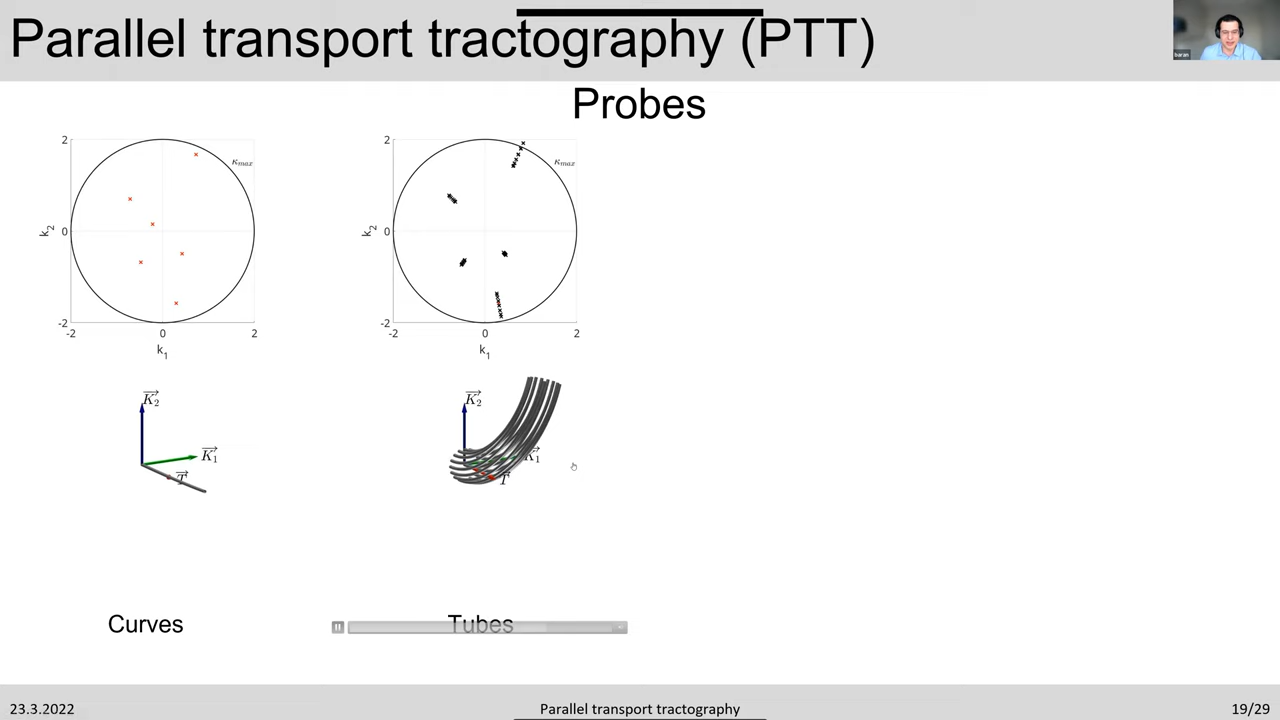 Parallel transport tractography (PTT)
baran
Probes
2
0
-2
k2
κmax
-2
0
2
k1
2
0
-2
k2
κmax
-2
0
2
k1
K2
K1
T
K2
K1
T
Curves
Tubes
23.3.2022
Parallel transport tractography
19/29